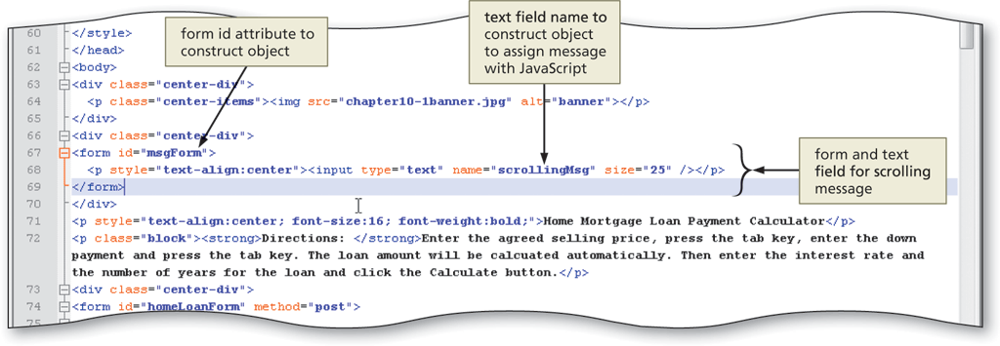 form id attribute to
construct object
text field name to
construct object
to assign message
with JavaScript
60 </style>
61 </head>
62 <body>
63 <div class="center-div">
64 <p class="center-items"><img src="chapter10-1banner.jpg" alt="banner"></p>
65 </div>
66 <div class="center-div">
67 <form id="msgForm">
68 <p style="text-align:center"><input type="text" name="scrollingMsg" size="25" /></p>
69 </form>
form and text
field for scrolling
message
70 </div>
71 <p style="text-align:center; font-size:16; font-weight:bold;">Home Mortgage Loan Payment Calculator</p>
72 <p class="block"><strong>Directions: </strong>Enter the agreed selling price, press the tab key, enter the down
payment and press the tab key. The loan amount will be calcuated automatically. Then enter the interest rate and
the number of years for the loan and click the Calculate button.</p>
73 <div class="center-div">
74 <form id="homeLoanForm" method="post">
75